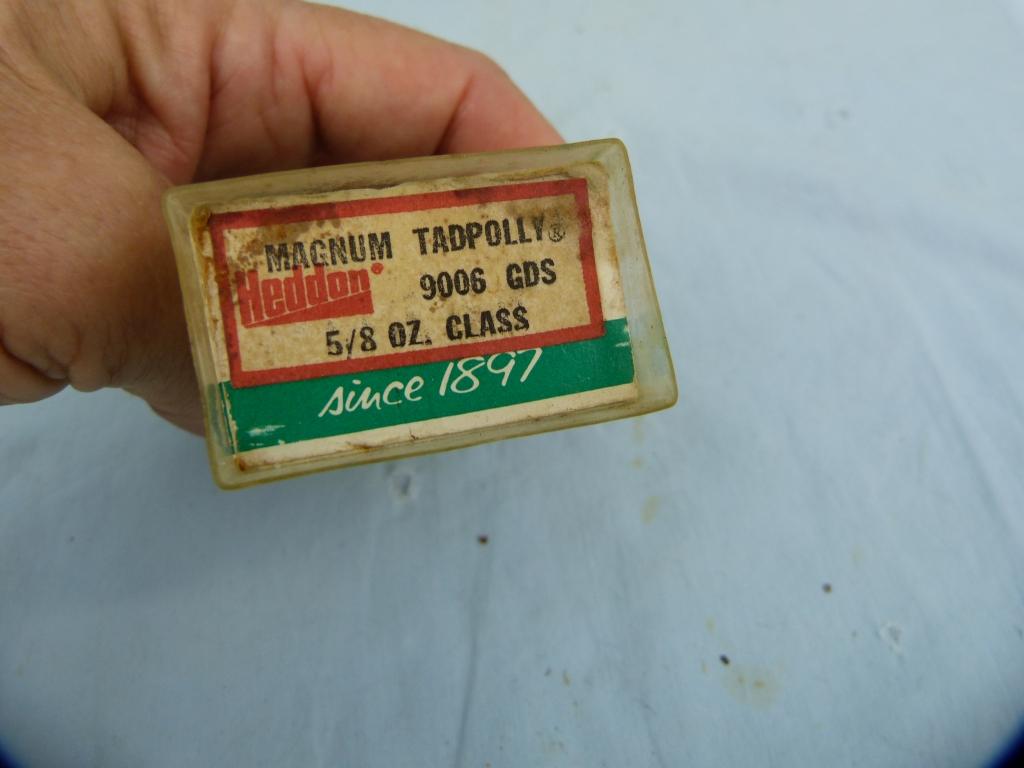 MAGNUM TADPOLLY®
Heddon® 9006 GDS
5/8 OZ. CLASS
since 1897